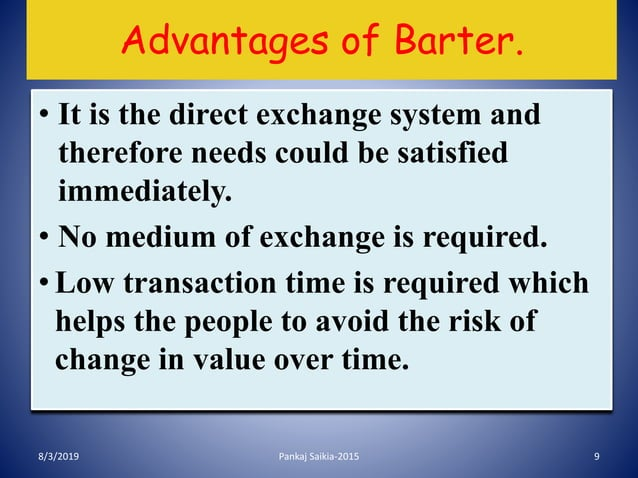 Advantages of Barter.
• It is the direct exchange system and
therefore needs could be satisfied
immediately.
• No medium of exchange is required.
• Low transaction time is required which
helps the people to avoid the risk of
change in value over time.
8/3/2019 Pankaj Saikia-2015 9